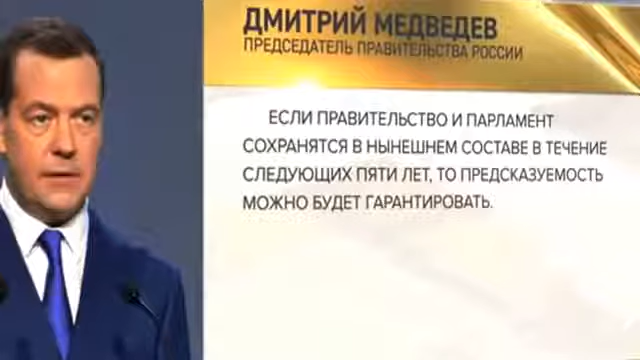 ДМИТРИЙ МЕДВЕДЕВ
ПРЕДСЕДАТЕЛЬ ПРАВИТЕЛЬСТВА РОССИИ
ЕСЛИ ПРАВИТЕЛЬСТВО И ПАРЛАМЕНТ
СОХРАНЯТСЯ В НЫНЕШНЕМ СОСТАВЕ В ТЕЧЕНИЕ
СЛЕДУЮЩИХ ПЯТИ ЛЕТ, ТО ПРЕДСКАЗУЕМОСТЬ
МОЖНО БУДЕТ ГАРАНТИРОВАТЬ.